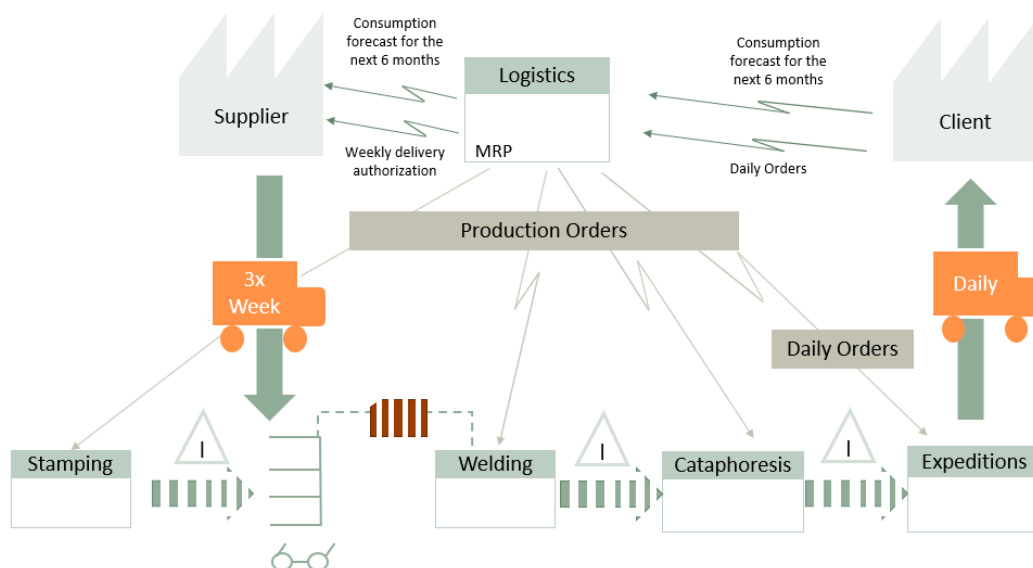 Consumption
forecast for the
next 6 months
Logistics
Consumption
forecast for the
next 6 months
Supplier
Client
MRP
Weekly delivery
authorization
Daily Orders
Production Orders
3x
Week
Daily
Daily Orders
I
I
I
Stamping
Welding
Cataphoresis
Expeditions